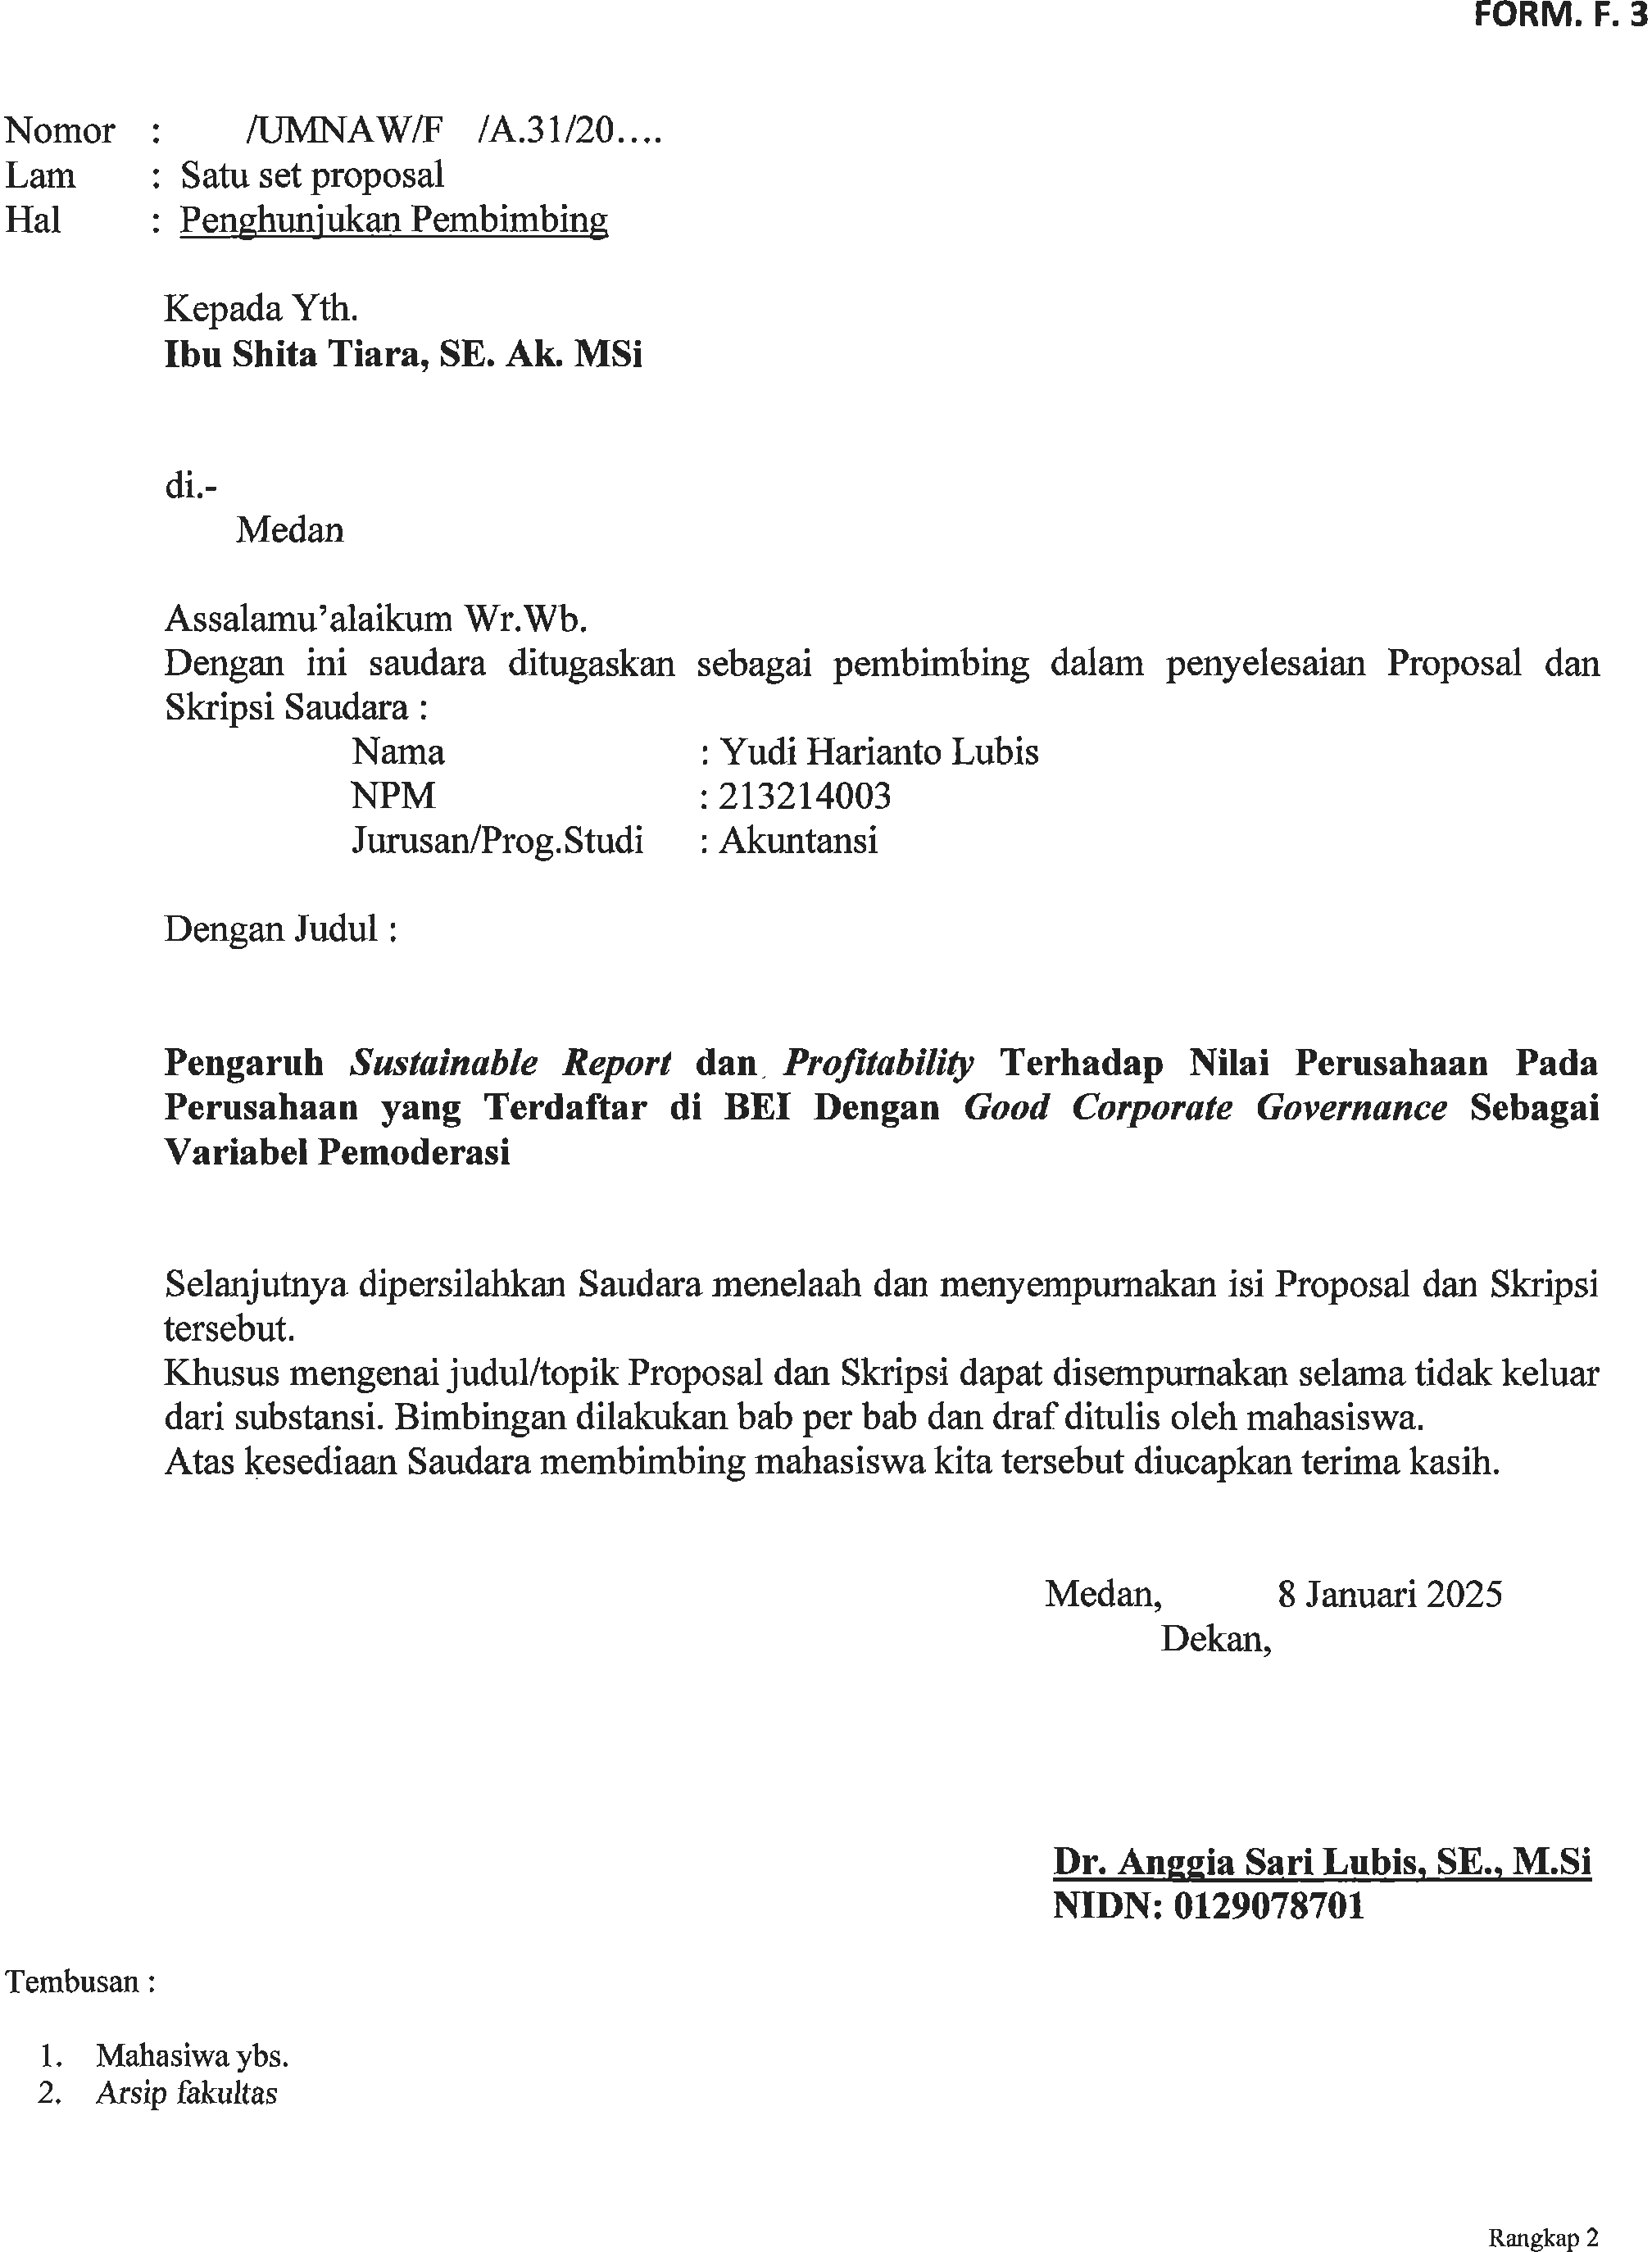 FORM. F. 3
Nomor : /UMNAW/F /A.31/20....
Lam : Satu set proposal
Hal : Penghunjukan Pembimbing
Kepada Yth.
Ibu Shita Tiara, SE. Ak. MSi
di.-
Medan
Assalamu'alaikum Wr.Wb.
Dengan ini saudara ditugaskan sebagai pembimbing dalam penyelesaian Proposal dan
Skripsi Saudara :
Nama : Yudi Harianto Lubis
NPM : 213214003
Jurusan/Prog.Studi : Akuntansi
Dengan Judul :
Pengaruh Sustainable Report dan Profitability Terhadap Nilai Perusahaan Pada
Perusahaan yang Terdaftar di BEI Dengan Good Corporate Governance Sebagai
Variabel Pemoderasi
Selanjutnya dipersilahkan Saudara menelaah dan menyempurnakan isi Proposal dan Skripsi
tersebut.
Khusus mengenai judul/topik Proposal dan Skripsi dapat disempurnakan selama tidak keluar
dari substansi. Bimbingan dilakukan bab per bab dan draf ditulis oleh mahasiswa.
Atas kesediaan Saudara membimbing mahasiswa kita tersebut diucapkan terima kasih.
Medan, 8 Januari 2025
Dekan,
Dr. Anggia Sari Lubis, SE., M.Si
NIDN: 0129078701
Tembusan :
1. Mahasiwa ybs.
2. Arsip fakultas
Rangkap 2